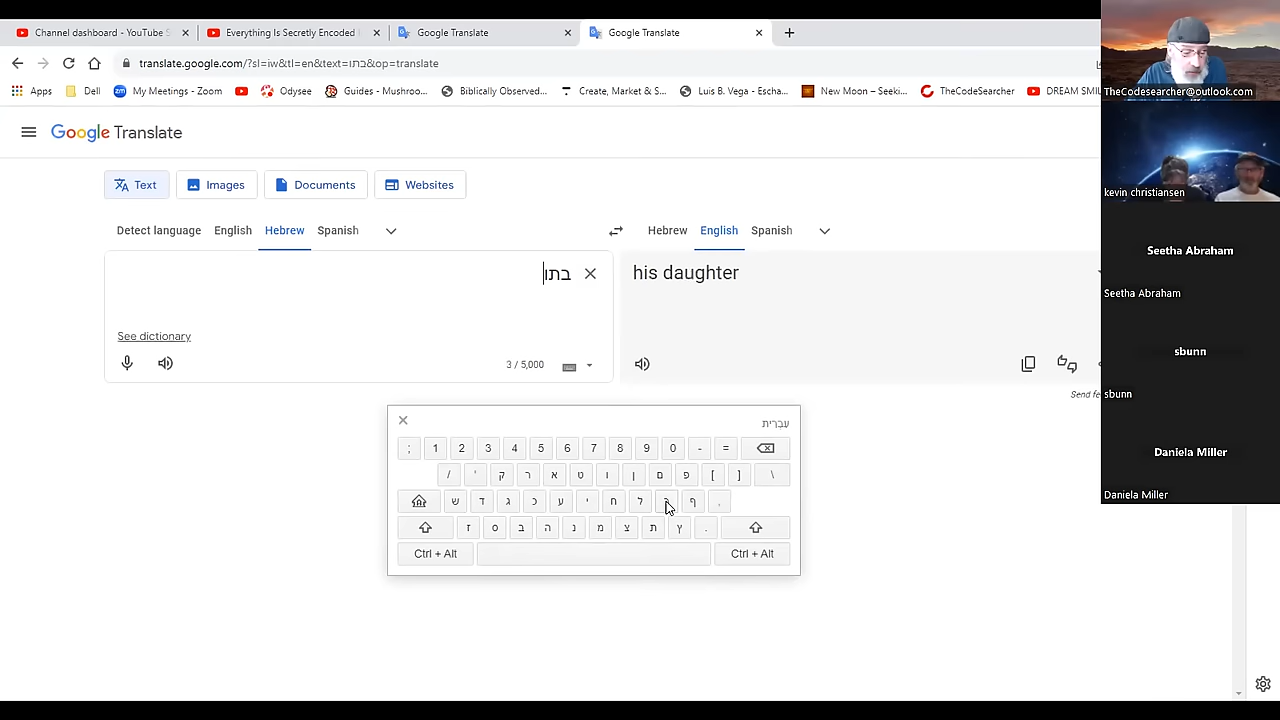 Channel dashboard - YouTube S
Everything Is Secretly Encoded I
Google Translate
Google Translate
translate.google.com/?sl=iw&tl=en&text=בתו&op=translate
Apps
Dell
My Meetings - Zoom
Odysee
Guides - Mushroo...
Biblically Observed...
Create, Market & S...
Luis B. Vega - Escha...
New Moon – Seeki...
TheCodeSearcher
DREAM SMIL
Google Translate
Text
Images
Documents
Websites
Detect language
English
Hebrew
Spanish
Hebrew
English
Spanish
בתו
his daughter
See dictionary
3 / 5,000
Send fe
עִבְרִית
; 1 2 3 4 5 6 7 8 9 0 - =
/ ' ק ר א ט ו ן ם פ [ ] \
ש ד ג כ ע י ח ל ף ,
ז ס ב ה נ מ צ ת ץ .
Ctrl + Alt
Ctrl + Alt
TheCodesearcher@outlook.com
kevin christiansen
Seetha Abraham
Seetha Abraham
sbunn
sbunn
Daniela Miller
Daniela Miller